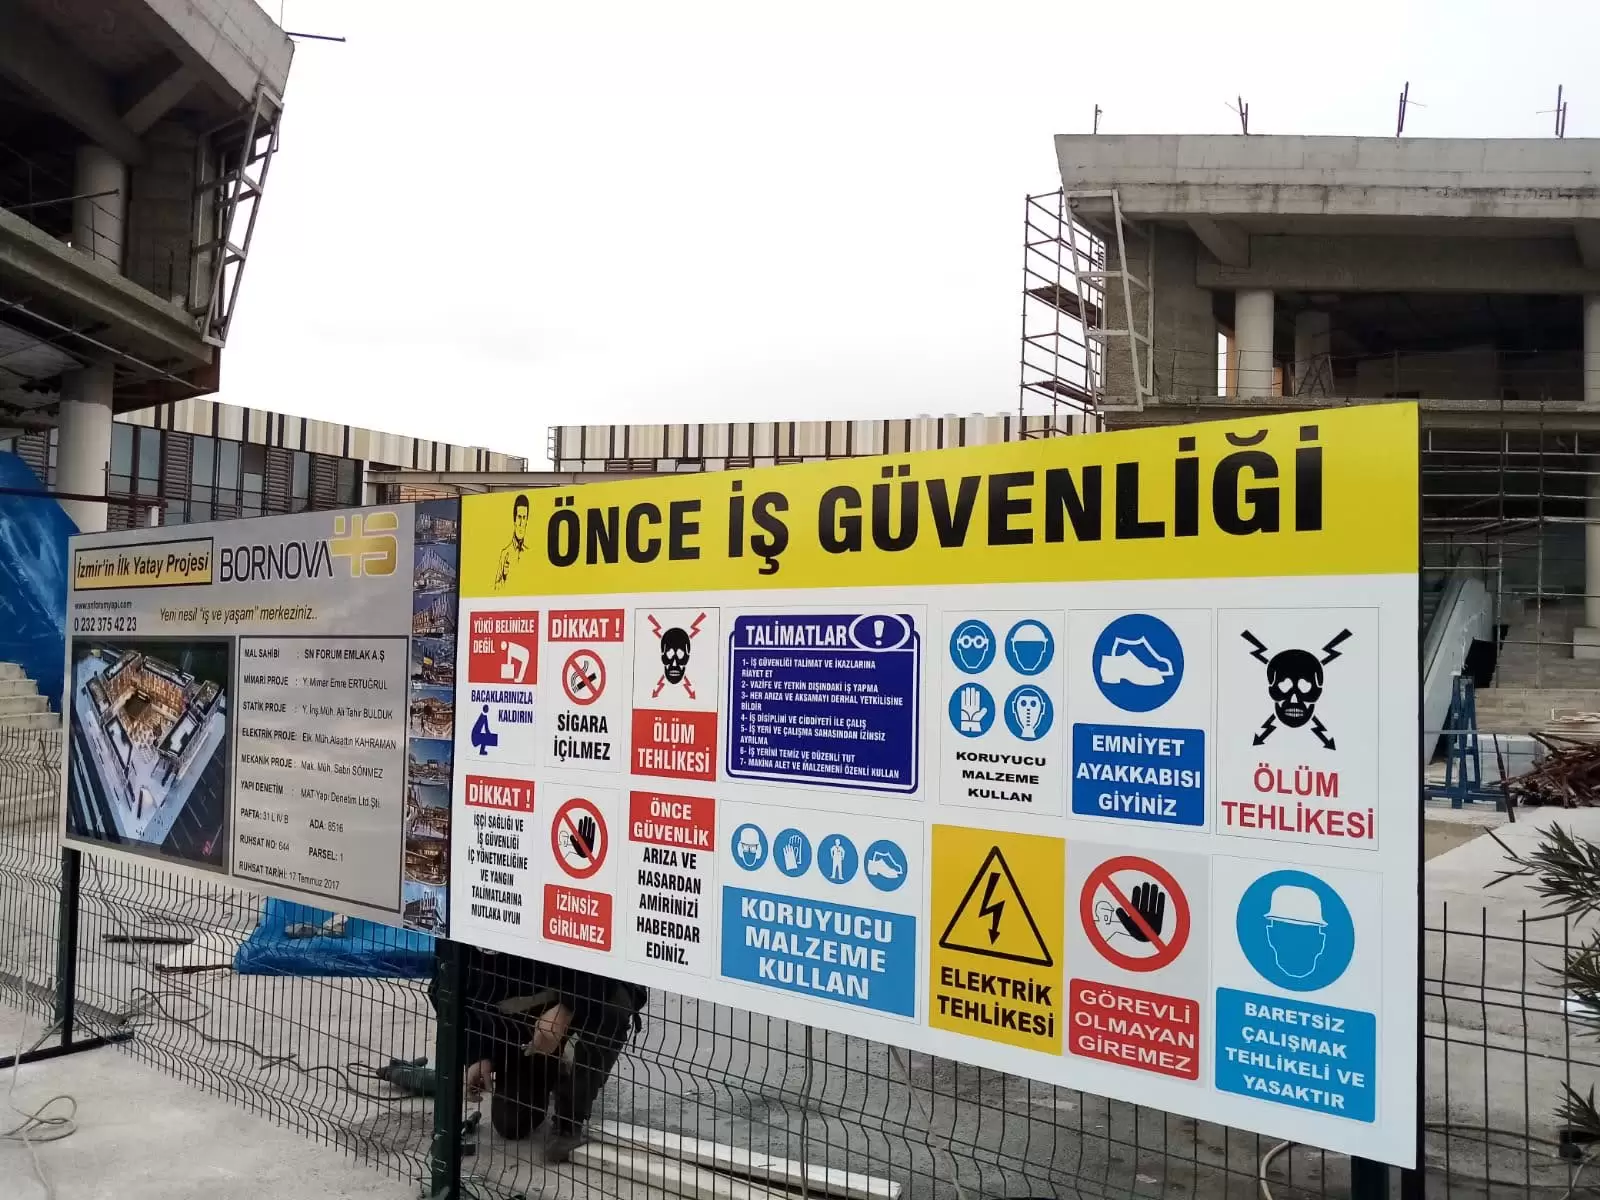 İzmir'in İlk Yatay Projesi
BORNOVA 45
www.snforumyapi.com
0 232 375 42 23
Yeni nesil "iş ve yaşam" merkeziniz..
MAL SAHİBİ : SN FORUM EMLAK A.Ş
MİMARİ PROJE : Y. Mimar Emre ERTUĞRUL
STATİK PROJE : Y. İnş.Müh. Ali Tahir BULDUK
ELEKTRİK PROJE: Elk. Müh.Alaattin KAHRAMAN
MEKANİK PROJE : Mak. Müh. Sabri SÖNMEZ
YAPI DENETİM : MAT Yapı Denetim Ltd.Şti.
PAFTA: 31 L IV B ADA: 8516
RUHSAT NO: 644 PARSEL: 1
RUHSAT TARİHİ: 17 Temmuz 2017
ÖNCE İŞ GÜVENLİĞİ
YÜKÜ BELİNİZLE
DEĞİL
BACAKLARINIZLA
KALDIRIN
DİKKAT !
SİGARA
İÇİLMEZ
ÖLÜM
TEHLİKESİ
TALİMATLAR !
1- İŞ GÜVENLİĞİ TALİMAT VE İKAZLARINA
RİAYET ET
2- VAZİFE VE YETKİN DIŞINDAKİ İŞ YAPMA
3- HER ARIZA VE AKSAMAYI DERHAL YETKİLİSİNE
BİLDİR
4- İŞ DİSİPLİNİ VE CİDDİYETİ İLE ÇALIŞ
5- İŞ YERİ VE ÇALIŞMA SAHASINDAN İZİNSİZ
AYRILMA
6- İŞ YERİNİ TEMİZ VE DÜZENLİ TUT
7- MAKİNA ALET VE MALZEMENİ ÖZENLİ KULLAN
KORUYUCU
MALZEME
KULLAN
EMNİYET
AYAKKABISI
GİYİNİZ
ÖLÜM
TEHLİKESİ
DİKKAT !
İŞÇİ SAĞLIĞI VE
İŞ GÜVENLİĞİ
İÇ YÖNETMELİĞİNE
VE YANGIN
TALİMATLARINA
MUTLAKA UYUN
İZİNSİZ
GİRİLMEZ
ÖNCE
GÜVENLİK
ARIZA VE
HASARDAN
AMİRİNİZİ
HABERDAR
EDİNİZ.
KORUYUCU
MALZEME
KULLAN
ELEKTRİK
TEHLİKESİ
GÖREVLİ
OLMAYAN
GİREMEZ
BARETSİZ
ÇALIŞMAK
TEHLİKELİ VE
YASAKTIR